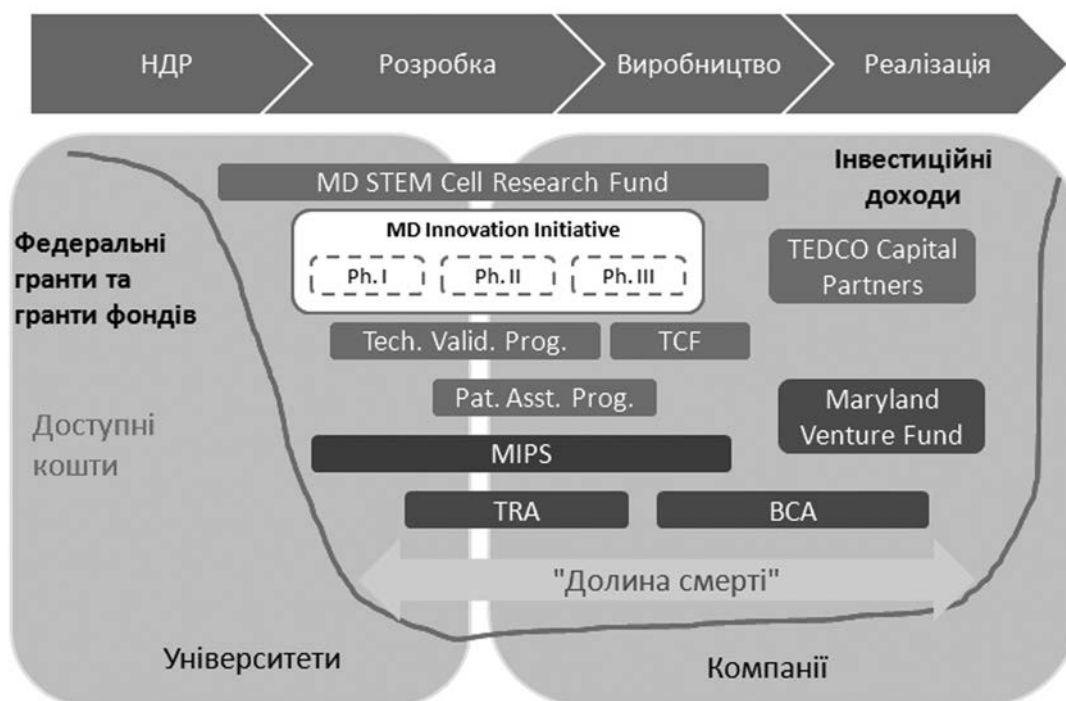 НДР
Розробка
Виробництво
Реалізація
MD STEM Cell Research Fund
Інвестиційні
доходи
MD Innovation Initiative
Ph. I
Ph. II
Ph. III
Федеральні
гранти та
гранти фондів
TEDCO Capital
Partners
Tech. Valid. Prog.
TCF
Pat. Asst. Prog.
Maryland
Venture Fund
Доступні
кошти
MIPS
TRA
BCA
"Долина смерті"
Університети
Компанії